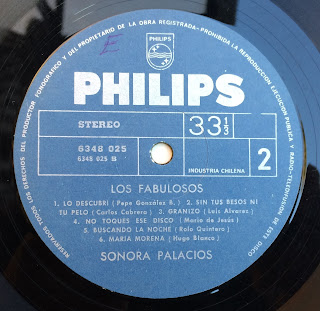 RESERVADOS TODOS LOS DERECHOS DEL PRODUCTOR FONOGRAFICO Y DEL PROPIETARIO DE LA OBRA REGISTRADA-PROHIBIDA LA REPRODUCCION EJECUCION PUBLICA Y RADIO-TELEDIFUSION DE ESTE DISCO
PHILIPS
PHILIPS
STEREO
33 1/3
6348 025
6348 025 B
INDUSTRIA CHILENA
2
LOS FABULOSOS
1. LO DESCUBRI (Pepe González R.) 2. SIN TUS BESOS NI
TU PELO (Carlos Cabrera) 3. GRANIZO (Luis Alvarez)
4. NO TOQUES ESE DISCO (Mario de Jesús)
5. BUSCANDO LA NOCHE (Rolo Quintero)
6. MARIA MORENA (Hugo Blanco)
SONORA PALACIOS